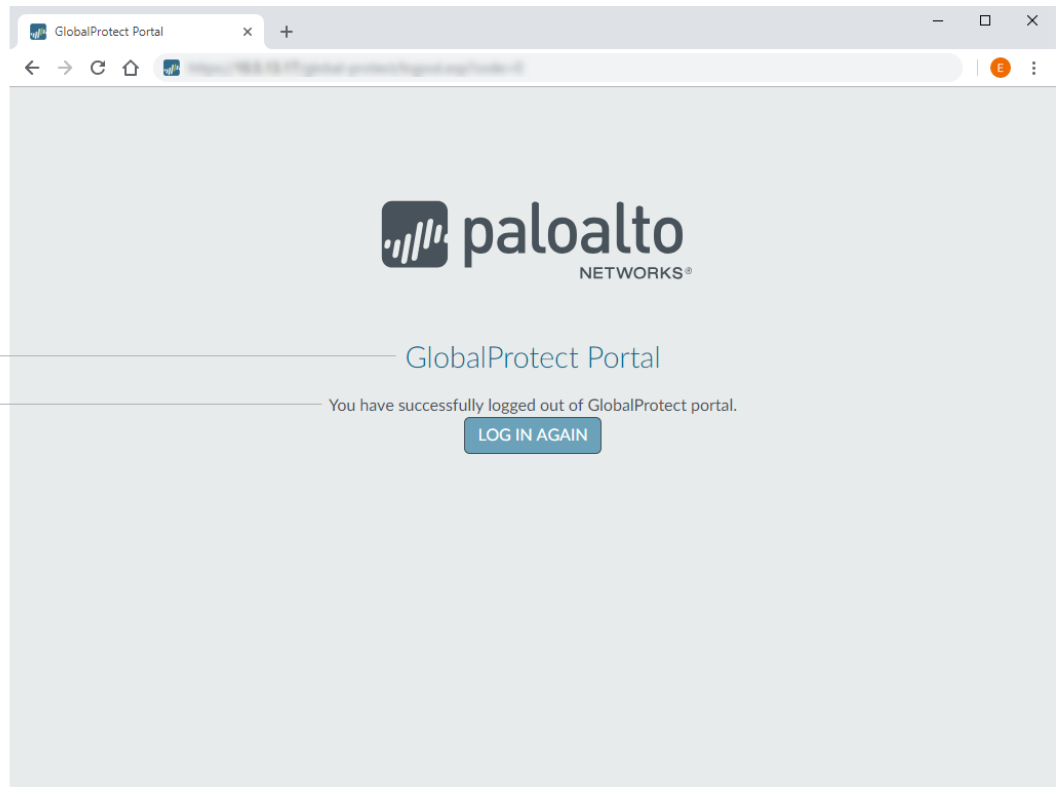 GlobalProtect Portal
E
paloalto
NETWORKS®
GlobalProtect Portal
You have successfully logged out of GlobalProtect portal.
LOG IN AGAIN